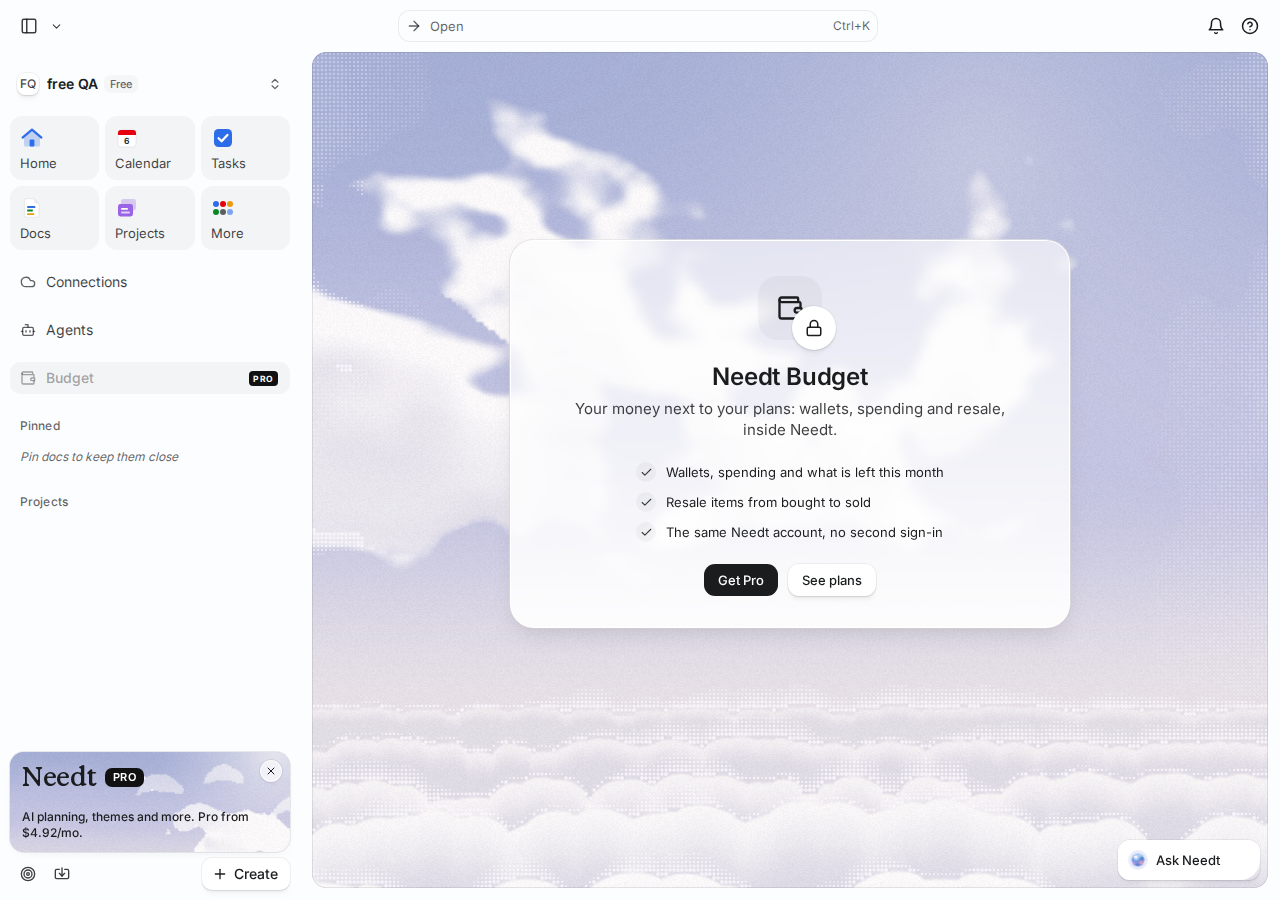 Open
Ctrl+K
FQ
free QA
Free
Home
6
Calendar
Tasks
Docs
Projects
More
Connections
Agents
Budget
PRO
Pinned
Pin docs to keep them close
Projects
Needt Budget
Your money next to your plans: wallets, spending and resale,
inside Needt.
Wallets, spending and what is left this month
Resale items from bought to sold
The same Needt account, no second sign-in
Get Pro
See plans
Needt
PRO
AI planning, themes and more. Pro from
$4.92/mo.
Create
Ask Needt